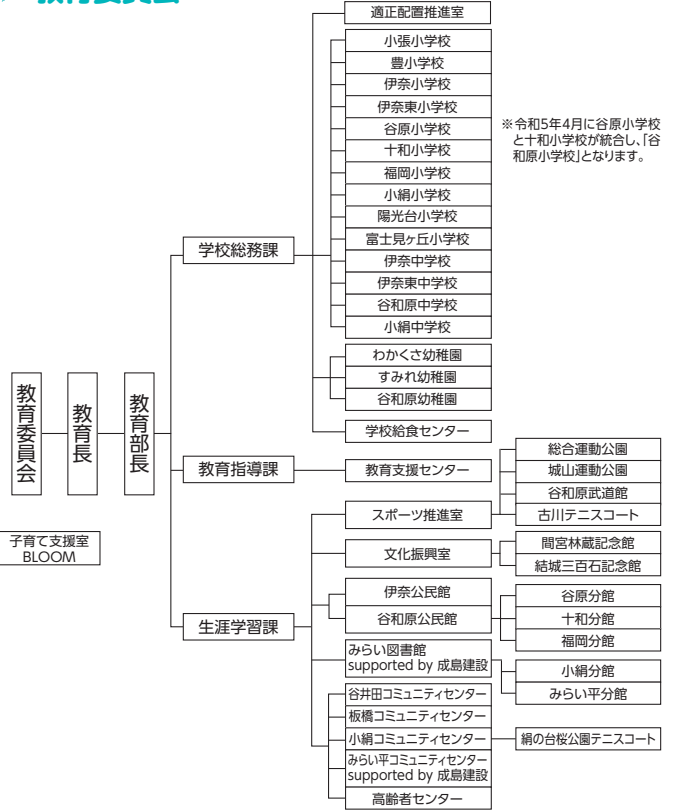 教育委員会
適正配置推進室
小張小学校
豊小学校
伊奈小学校
伊奈東小学校
谷原小学校
十和小学校
福岡小学校
小絹小学校
陽光台小学校
富士見ヶ丘小学校
伊奈中学校
伊奈東中学校
谷和原中学校
小絹中学校
※令和5年4月に谷原小学校
と十和小学校が統合し、「谷
和原小学校」となります。
学校総務課
わかくさ幼稚園
すみれ幼稚園
谷和原幼稚園
学校給食センター
教育委員会
教育長
教育部長
教育指導課
教育支援センター
総合運動公園
城山運動公園
谷和原武道館
古川テニスコート
スポーツ推進室
文化振興室
間宮林蔵記念館
結城三百石記念館
子育て支援室
BLOOM
生涯学習課
伊奈公民館
谷和原公民館
谷原分館
十和分館
福岡分館
みらい図書館
supported by 成島建設
小絹分館
みらい平分館
谷井田コミュニティセンター
板橋コミュニティセンター
小絹コミュニティセンター
絹の台桜公園テニスコート
みらい平コミュニティセンター
supported by 成島建設
高齢者センター